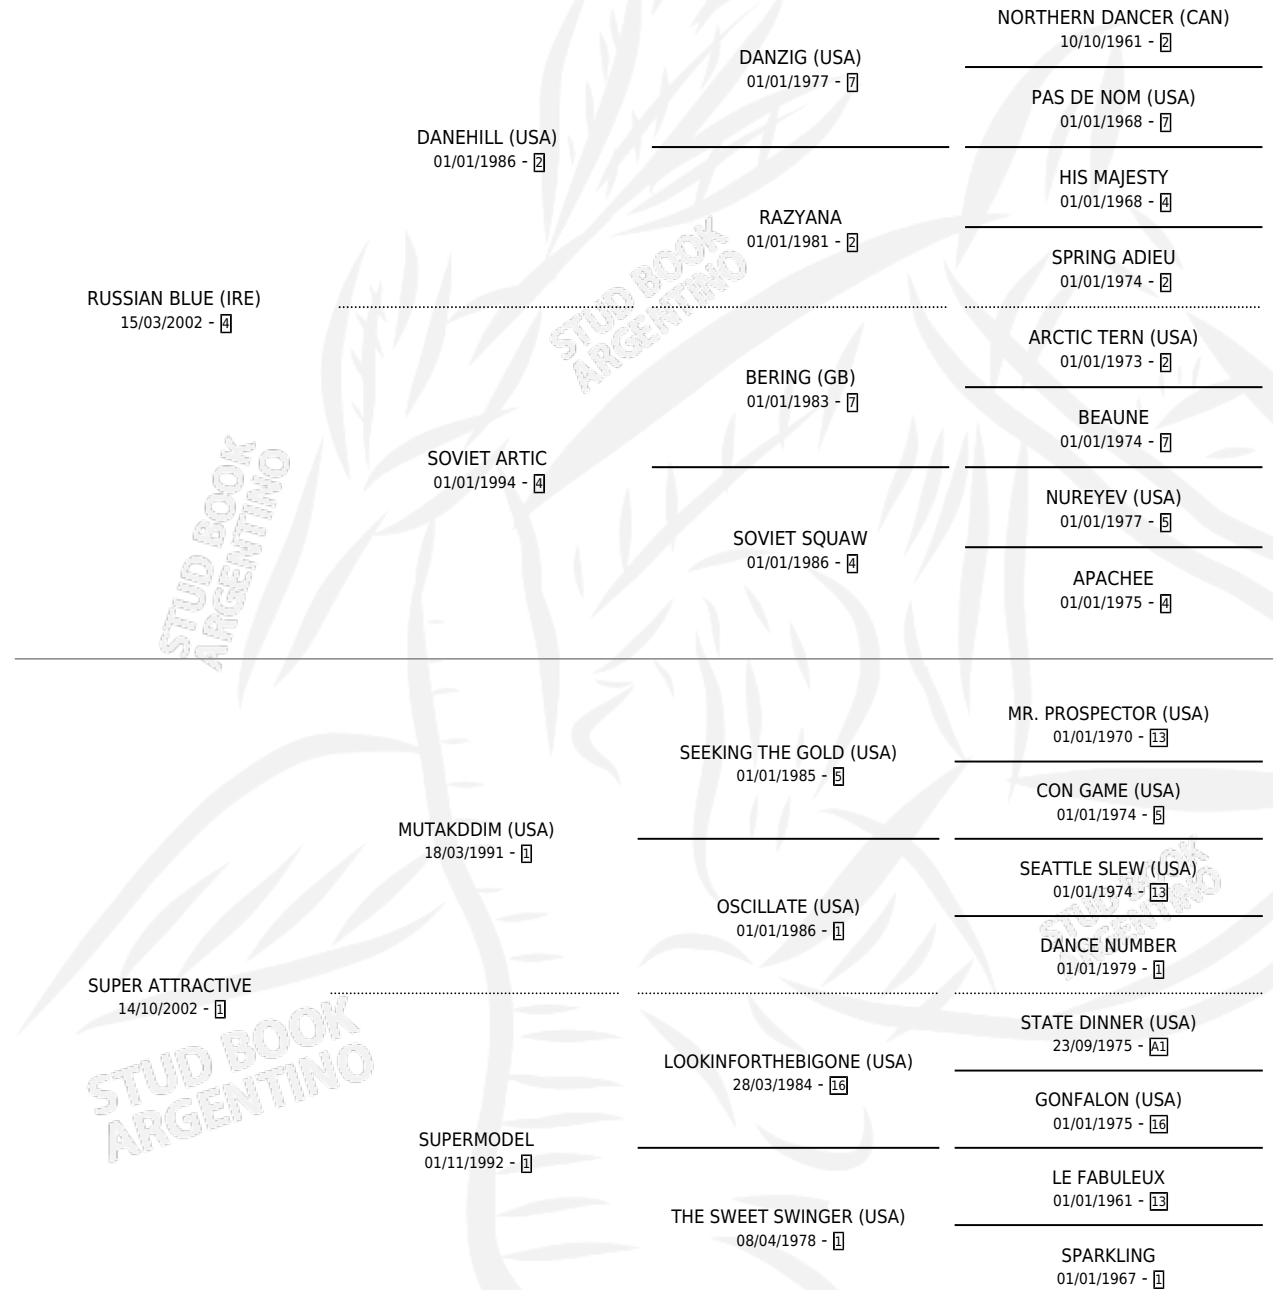 NORTHERN DANCER (CAN)
10/10/1961 - 2
DANZIG (USA)
01/01/1977 - 7
PAS DE NOM (USA)
01/01/1968 - 7
DANEHILL (USA)
01/01/1986 - 2
HIS MAJESTY
01/01/1968 - 4
RAZYANA
01/01/1981 - 2
SPRING ADIEU
01/01/1974 - 2
RUSSIAN BLUE (IRE)
15/03/2002 - 4
ARCTIC TERN (USA)
01/01/1973 - 2
BERING (GB)
01/01/1983 - 7
BEAUNE
01/01/1974 - 7
SOVIET ARTIC
01/01/1994 - 4
NUREYEV (USA)
01/01/1977 - 5
SOVIET SQUAW
01/01/1986 - 4
APACHEE
01/01/1975 - 4
MR. PROSPECTOR (USA)
01/01/1970 - 13
SEEKING THE GOLD (USA)
01/01/1985 - 5
CON GAME (USA)
01/01/1974 - 5
MUTAKDDIM (USA)
18/03/1991 - 1
SEATTLE SLEW (USA)
01/01/1974 - 13
OSCILLATE (USA)
01/01/1986 - 1
DANCE NUMBER
01/01/1979 - 1
SUPER ATTRACTIVE
14/10/2002 - 1
STATE DINNER (USA)
23/09/1975 - A1
LOOKINFORTHEBIGONE (USA)
28/03/1984 - 16
GONFALON (USA)
01/01/1975 - 16
SUPERMODEL
01/11/1992 - 1
LE FABULEUX
01/01/1961 - 13
THE SWEET SWINGER (USA)
08/04/1978 - 1
SPARKLING
01/01/1967 - 1
STUD BOOK
ARGENTINO
STUD BOOK
ARGENTINO
STUD BOOK
ARGENTINO
STUD BOOK
ARGENTINO